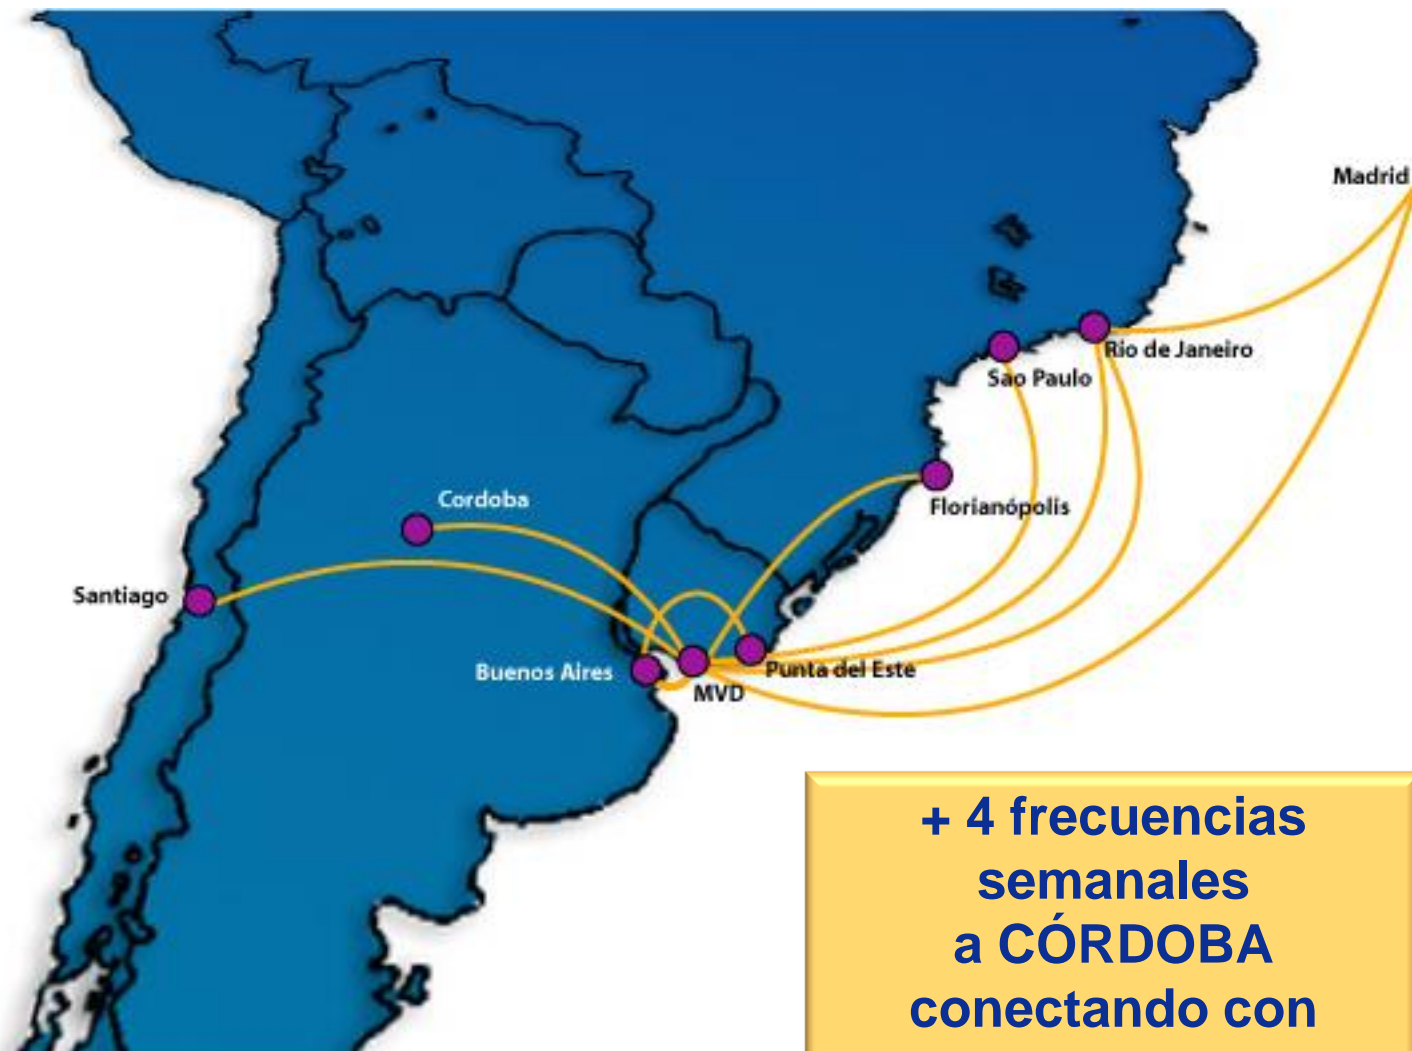 Madrid
Rio de Janeiro
Sao Paulo
Cordoba
Florianópolis
Santiago
Buenos Aires
Punta del Este
MVD
+ 4 frecuencias
semanales
a CÓRDOBA
conectando con